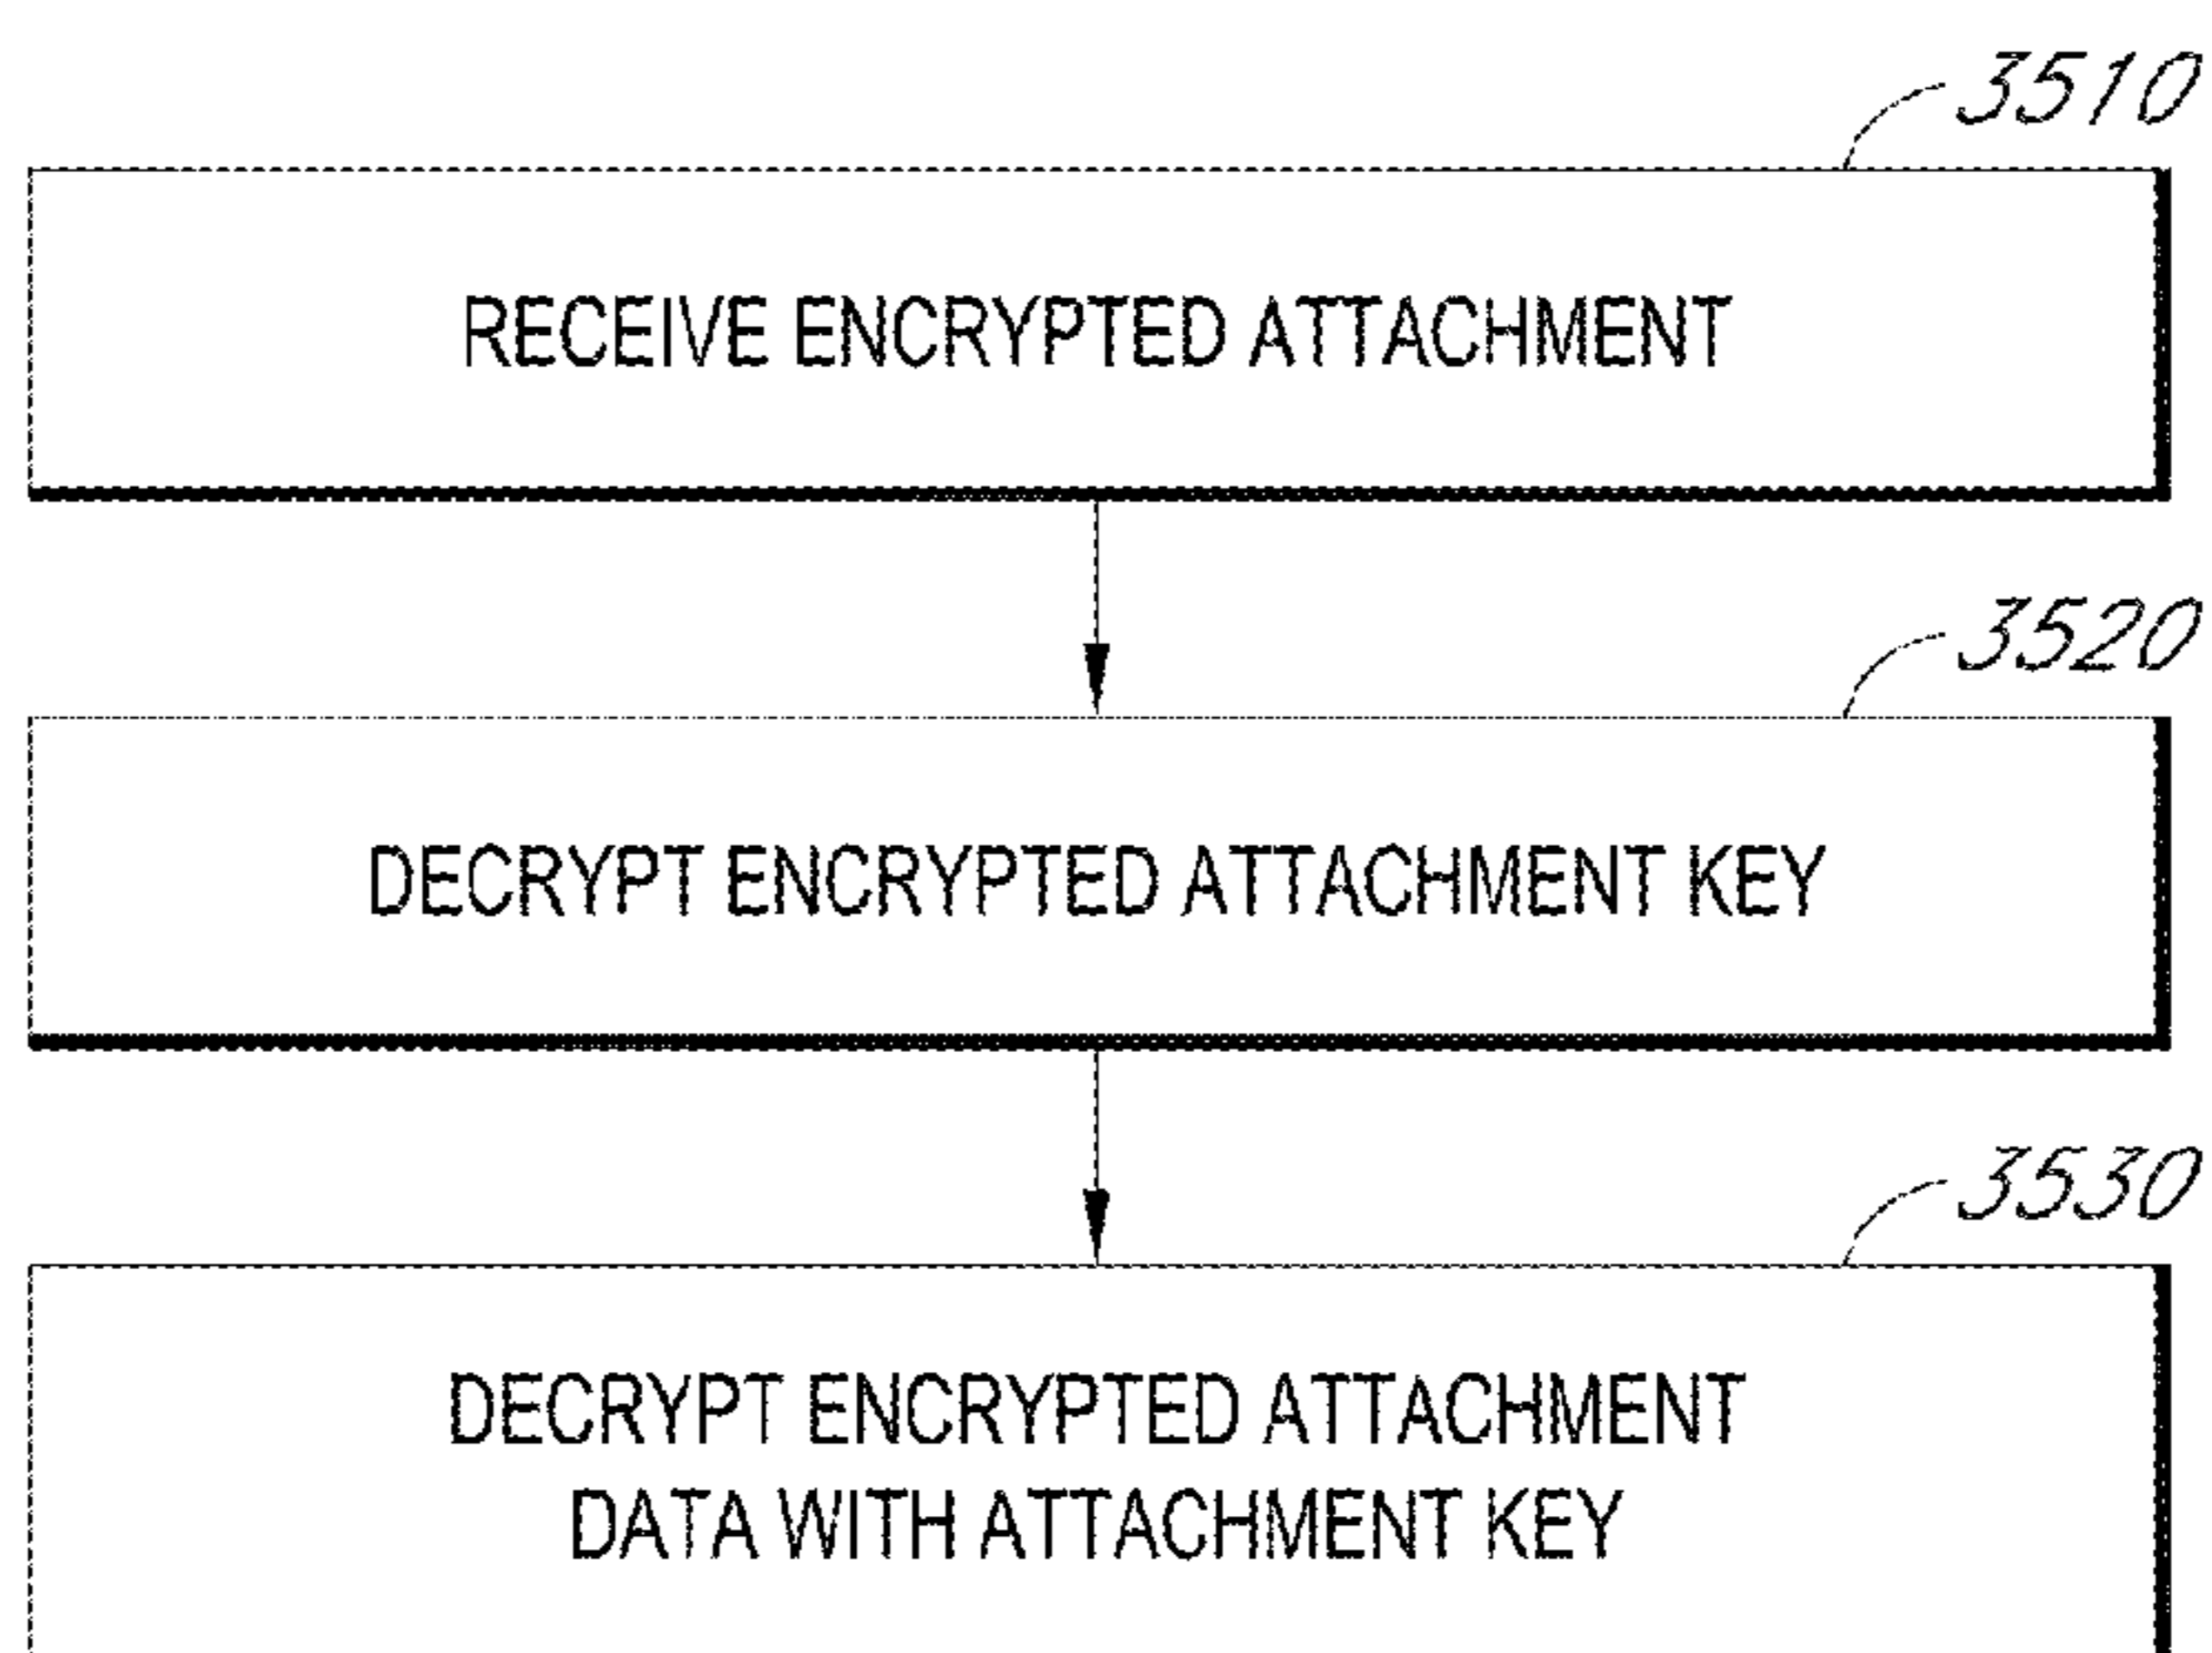 3510
RECEIVE ENCRYPTED ATTACHMENT
3520
DECRYPT ENCRYPTED ATTACHMENT KEY
3530
DECRYPT ENCRYPTED ATTACHMENT
DATA WITH ATTACHMENT KEY